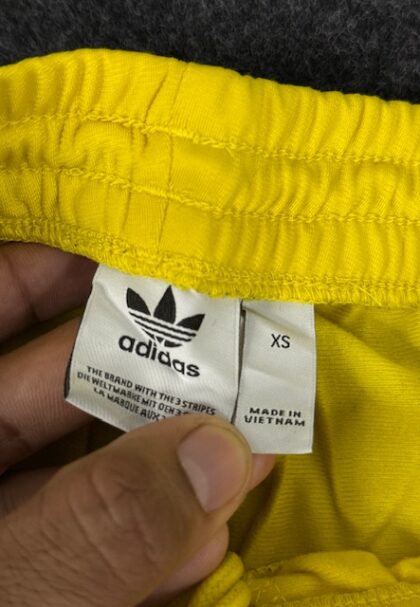 adidas
THE BRAND WITH THE 3 STRIPES
DIE WELTMARKE MIT DEN 3 S
LA MARQUE AUX
XS
MADE IN
VIETNAM